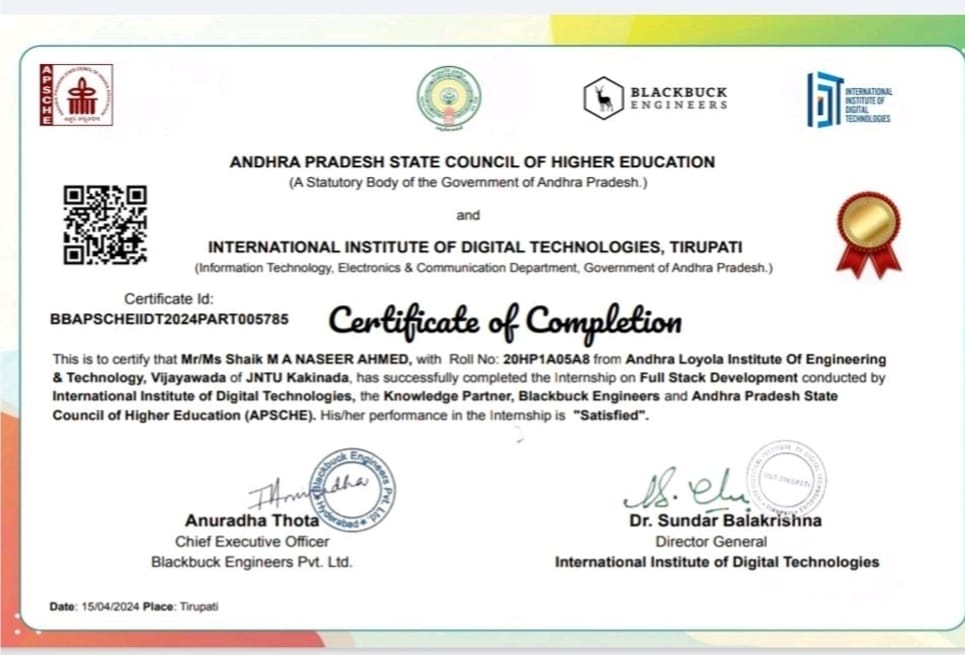 APSCHE
BLACKBUCK
ENGINEERS
INTERNATIONAL
INSTITUTE OF
DIGITAL
TECHNOLOGIES
ANDHRA PRADESH STATE COUNCIL OF HIGHER EDUCATION
(A Statutory Body of the Government of Andhra Pradesh.)
and
INTERNATIONAL INSTITUTE OF DIGITAL TECHNOLOGIES, TIRUPATI
(Information Technology, Electronics & Communication Department, Government of Andhra Pradesh.)
Certificate Id:
BBAPSCHEIIDT2024PART005785
Certificate of Completion
This is to certify that Mr/Ms Shaik M A NASEER AHMED, with Roll No: 20HP1A05A8 from Andhra Loyola Institute Of Engineering
& Technology, Vijayawada of JNTU Kakinada, has successfully completed the Internship on Full Stack Development conducted by
International Institute of Digital Technologies, the Knowledge Partner, Blackbuck Engineers and Andhra Pradesh State
Council of Higher Education (APSCHE). His/her performance in the Internship is "Satisfied".
Blackbuck Engineers Pvt. Ltd.
Hyderabad
Anuradha Thota
Chief Executive Officer
Blackbuck Engineers Pvt. Ltd.
Dr. Sundar Balakrishna
Director General
International Institute of Digital Technologies
Date: 15/04/2024 Place: Tirupati